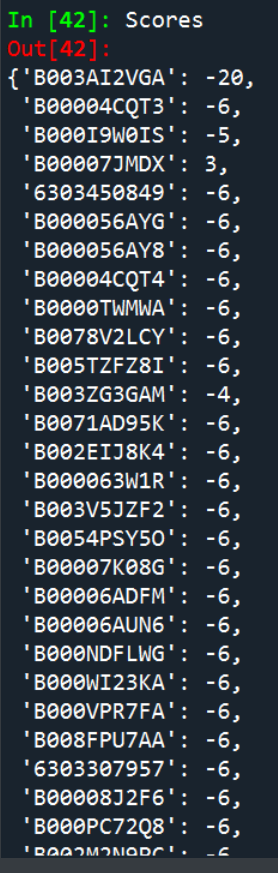 In [42]: Scores
Out[42]:
{'B003AI2VGA': -20,
'B00004CQT3': -6,
'B000I9W0IS': -5,
'B00007JMDX': 3,
'6303450849': -6,
'B000056AYG': -6,
'B000056AY8': -6,
'B00004CQT4': -6,
'B0000TWMWA': -6,
'B0078V2LCY': -6,
'B005TZFZ8I': -6,
'B003ZG3GAM': -4,
'B0071AD95K': -6,
'B002EIJ8K4': -6,
'B000063W1R': -6,
'B003V5JZF2': -6,
'B0054PSY5O': -6,
'B00007K08G': -6,
'B00006ADFM': -6,
'B00006AUN6': -6,
'B000NDFLWG': -6,
'B000WI23KA': -6,
'B000VPR7FA': -6,
'B008FPU7AA': -6,
'6303307957': -6,
'B00008J2F6': -6,
'B000PC72Q8': -6,